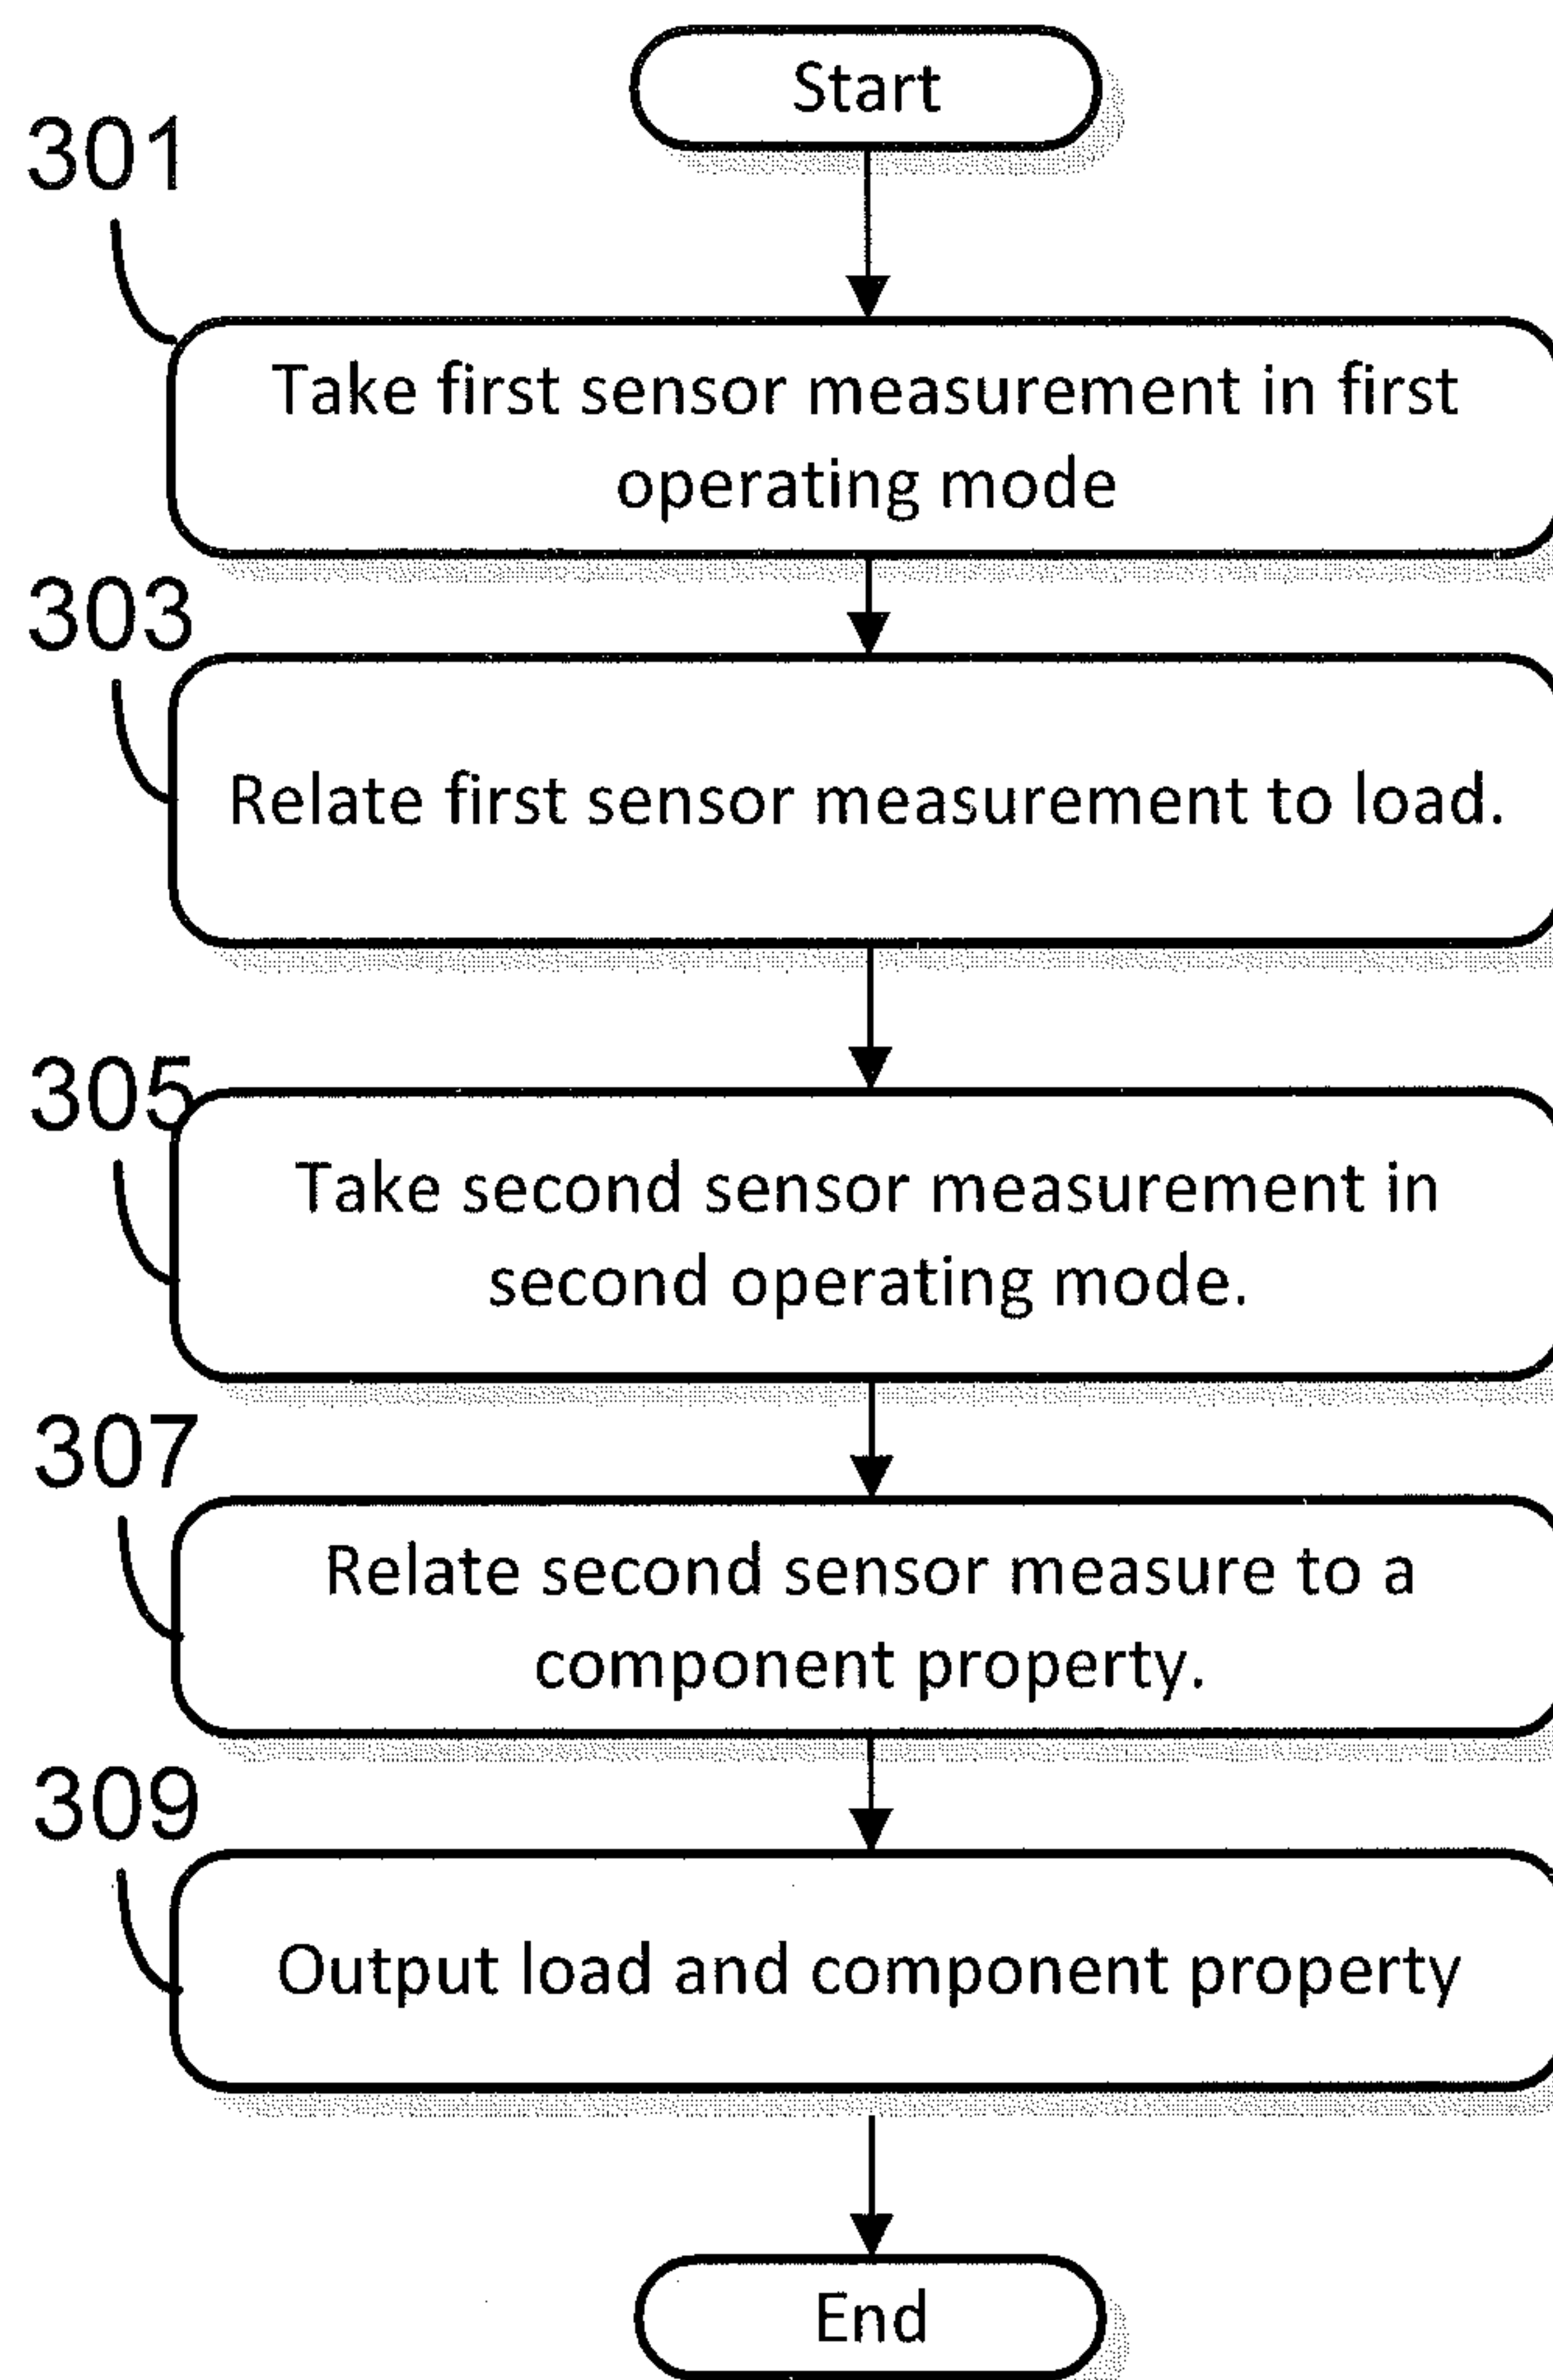 Start
301
Take first sensor measurement in first
operating mode
303
Relate first sensor measurement to load.
305
Take second sensor measurement in
second operating mode.
307
Relate second sensor measure to a
component property.
309
Output load and component property
End